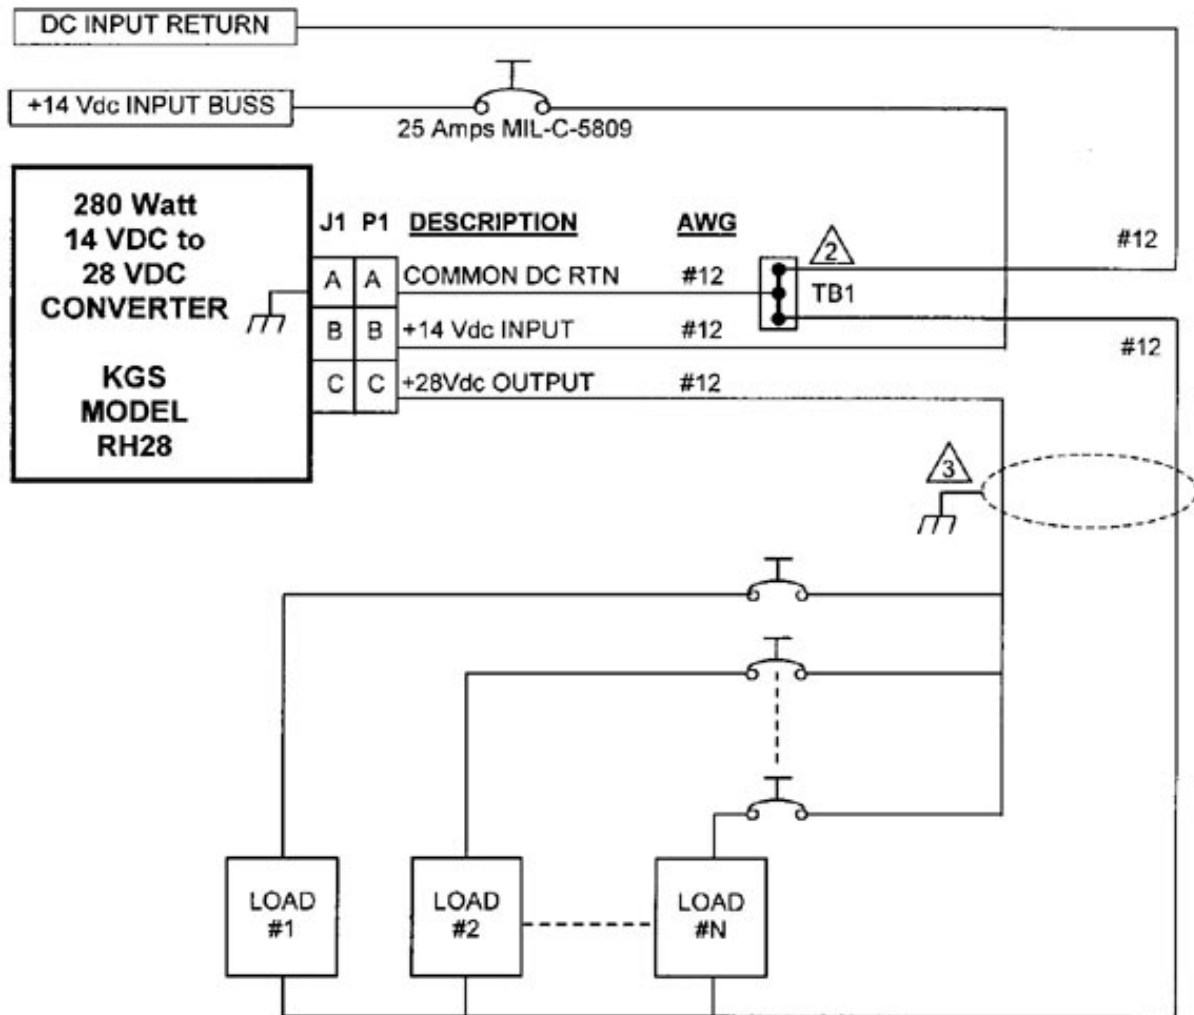 DC INPUT RETURN
+14 Vdc INPUT BUSS
25 Amps MIL-C-5809
280 Watt
14 VDC to
28 VDC
CONVERTER
KGS
MODEL
RH28
J1 P1 DESCRIPTION AWG
A A COMMON DC RTN #12
B B +14 Vdc INPUT #12
C C +28Vdc OUTPUT #12
2
TB1
#12
#12
3
LOAD
#1
LOAD
#2
LOAD
#N